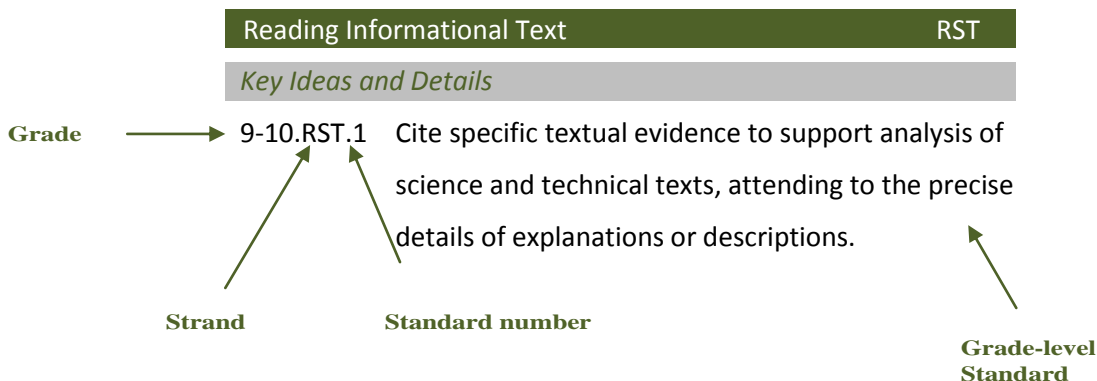 Reading Informational Text RST
Key Ideas and Details
Grade 9-10.RST.1 Cite specific textual evidence to support analysis of
science and technical texts, attending to the precise
details of explanations or descriptions.
Strand Standard number
Grade-level
Standard